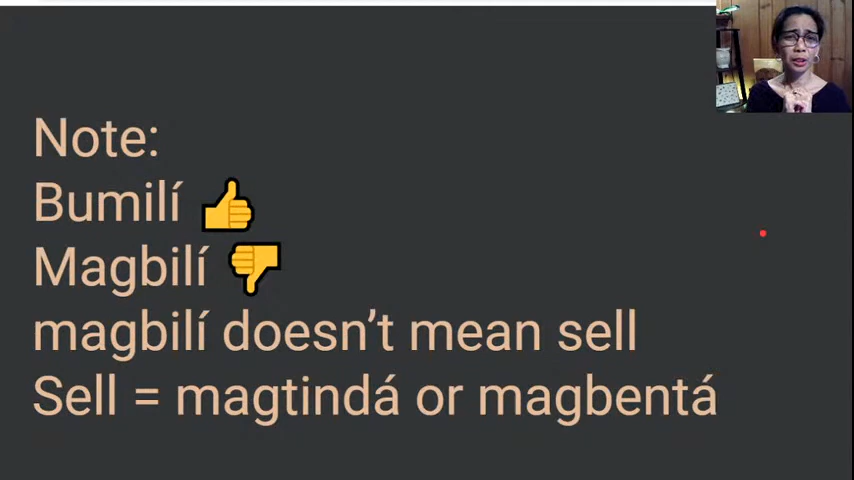 Note:
Bumilí 👍
Magbilí 👎
magbilí doesn’t mean sell
Sell = magtindá or magbentá